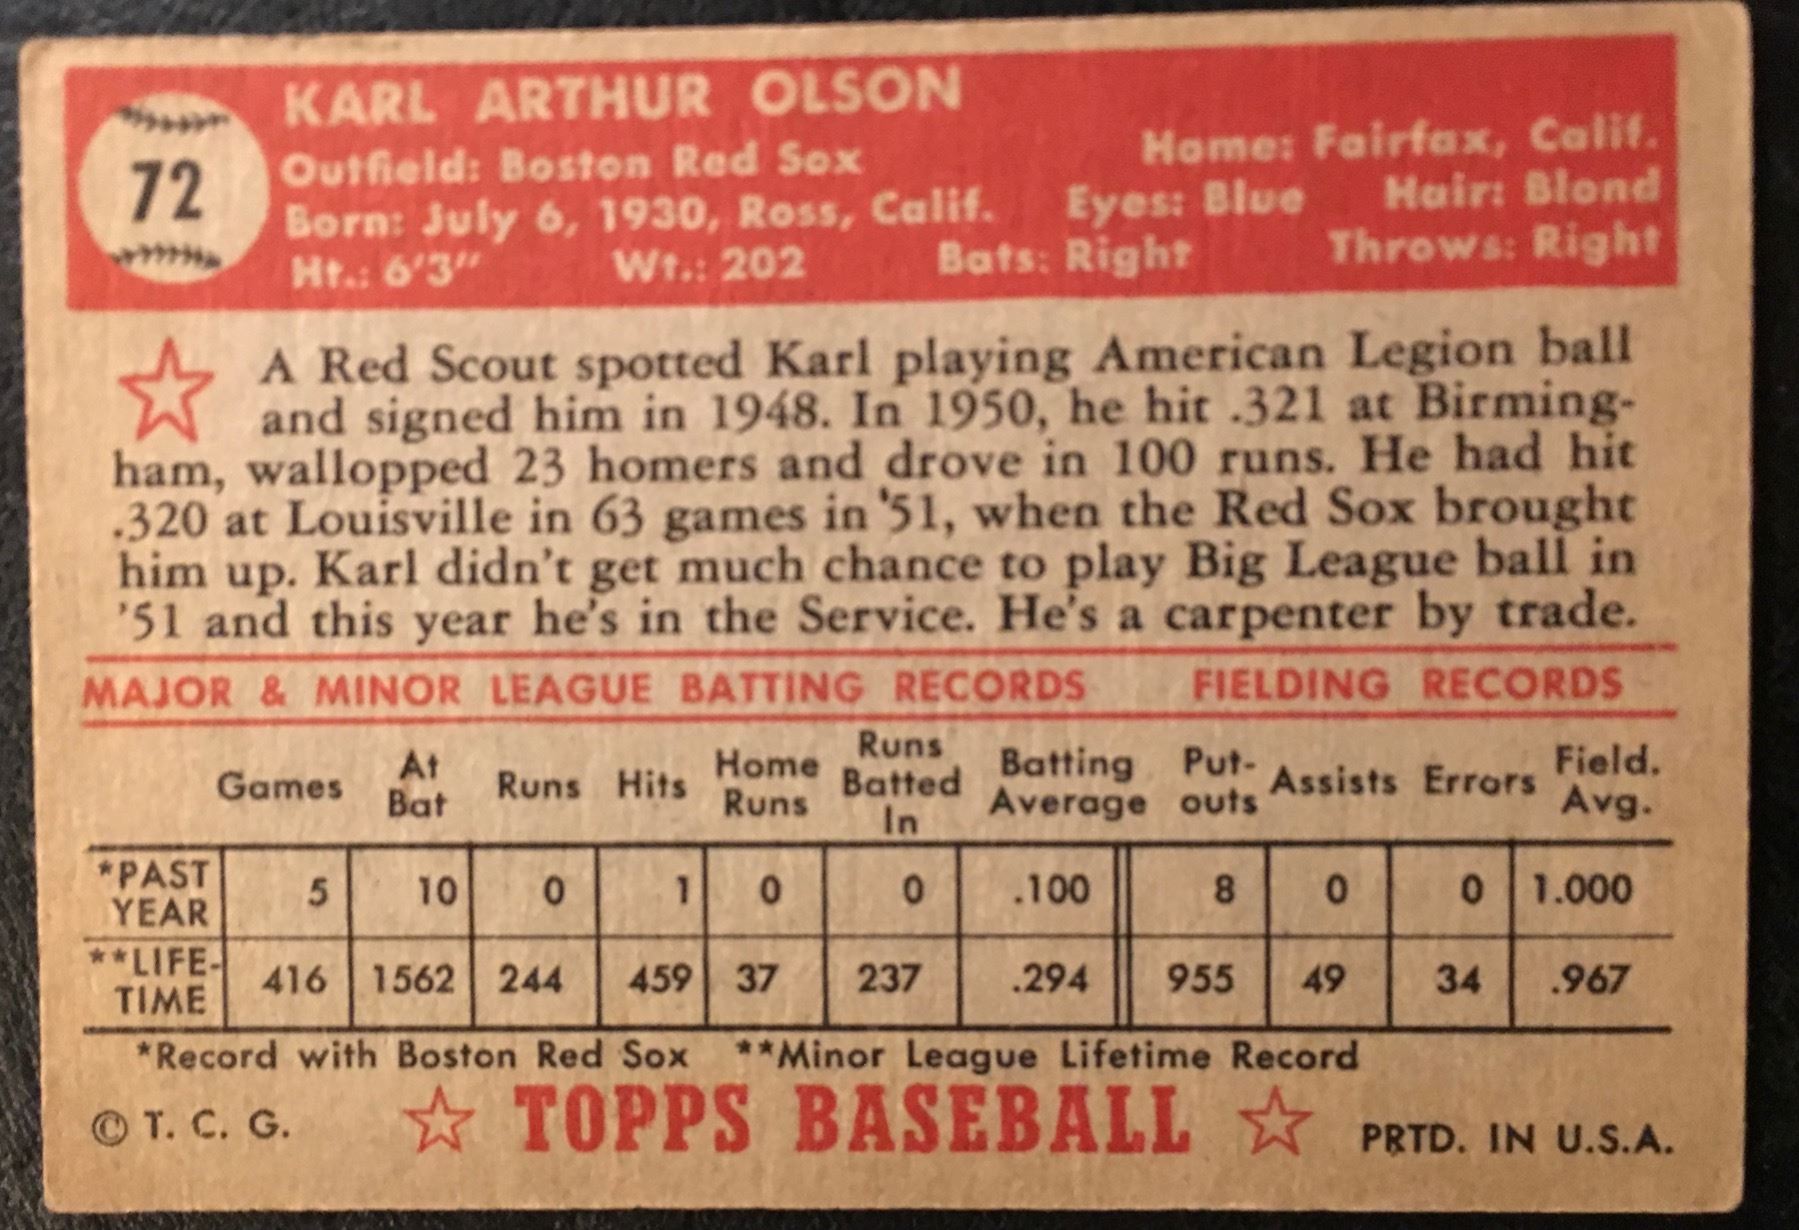 72
KARL ARTHUR OLSON
Outfield: Boston Red Sox Home: Fairfax, Calif.
Born: July 6, 1930, Ross, Calif. Eyes: Blue Hair: Blond
Ht.: 6'3" Wt.: 202 Bats: Right Throws: Right
A Red Scout spotted Karl playing American Legion ball
and signed him in 1948. In 1950, he hit .321 at Birming-
ham, wallopped 23 homers and drove in 100 runs. He had hit
.320 at Louisville in 63 games in '51, when the Red Sox brought
him up. Karl didn't get much chance to play Big League ball in
'51 and this year he's in the Service. He's a carpenter by trade.
MAJOR & MINOR LEAGUE BATTING RECORDS FIELDING RECORDS
Games At Bat Runs Hits Home Runs Runs Batted In Batting Average Put-outs Assists Errors Field. Avg.
*PAST YEAR 5 10 0 1 0 0 .100 8 0 0 1.000
**LIFE-TIME 416 1562 244 459 37 237 .294 955 49 34 .967
*Record with Boston Red Sox **Minor League Lifetime Record
© T. C. G. TOPPS BASEBALL PRTD. IN U.S.A.